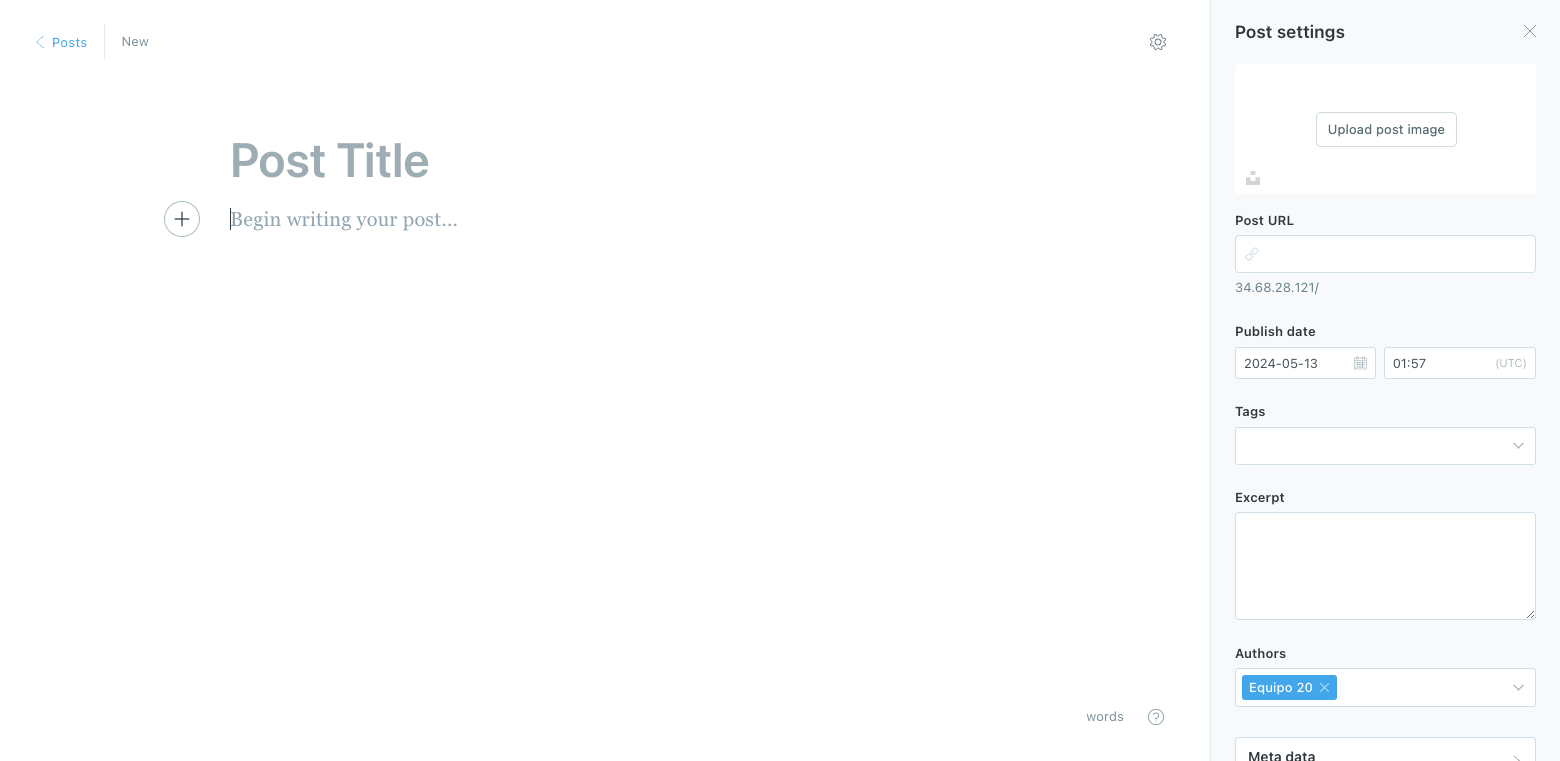 Posts
New
Post Title
Begin writing your post...
words
Post settings
Upload post image
Post URL
34.68.28.121/
Publish date
2024-05-13
01:57 (UTC)
Tags
Excerpt
Authors
Equipo 20
Meta data